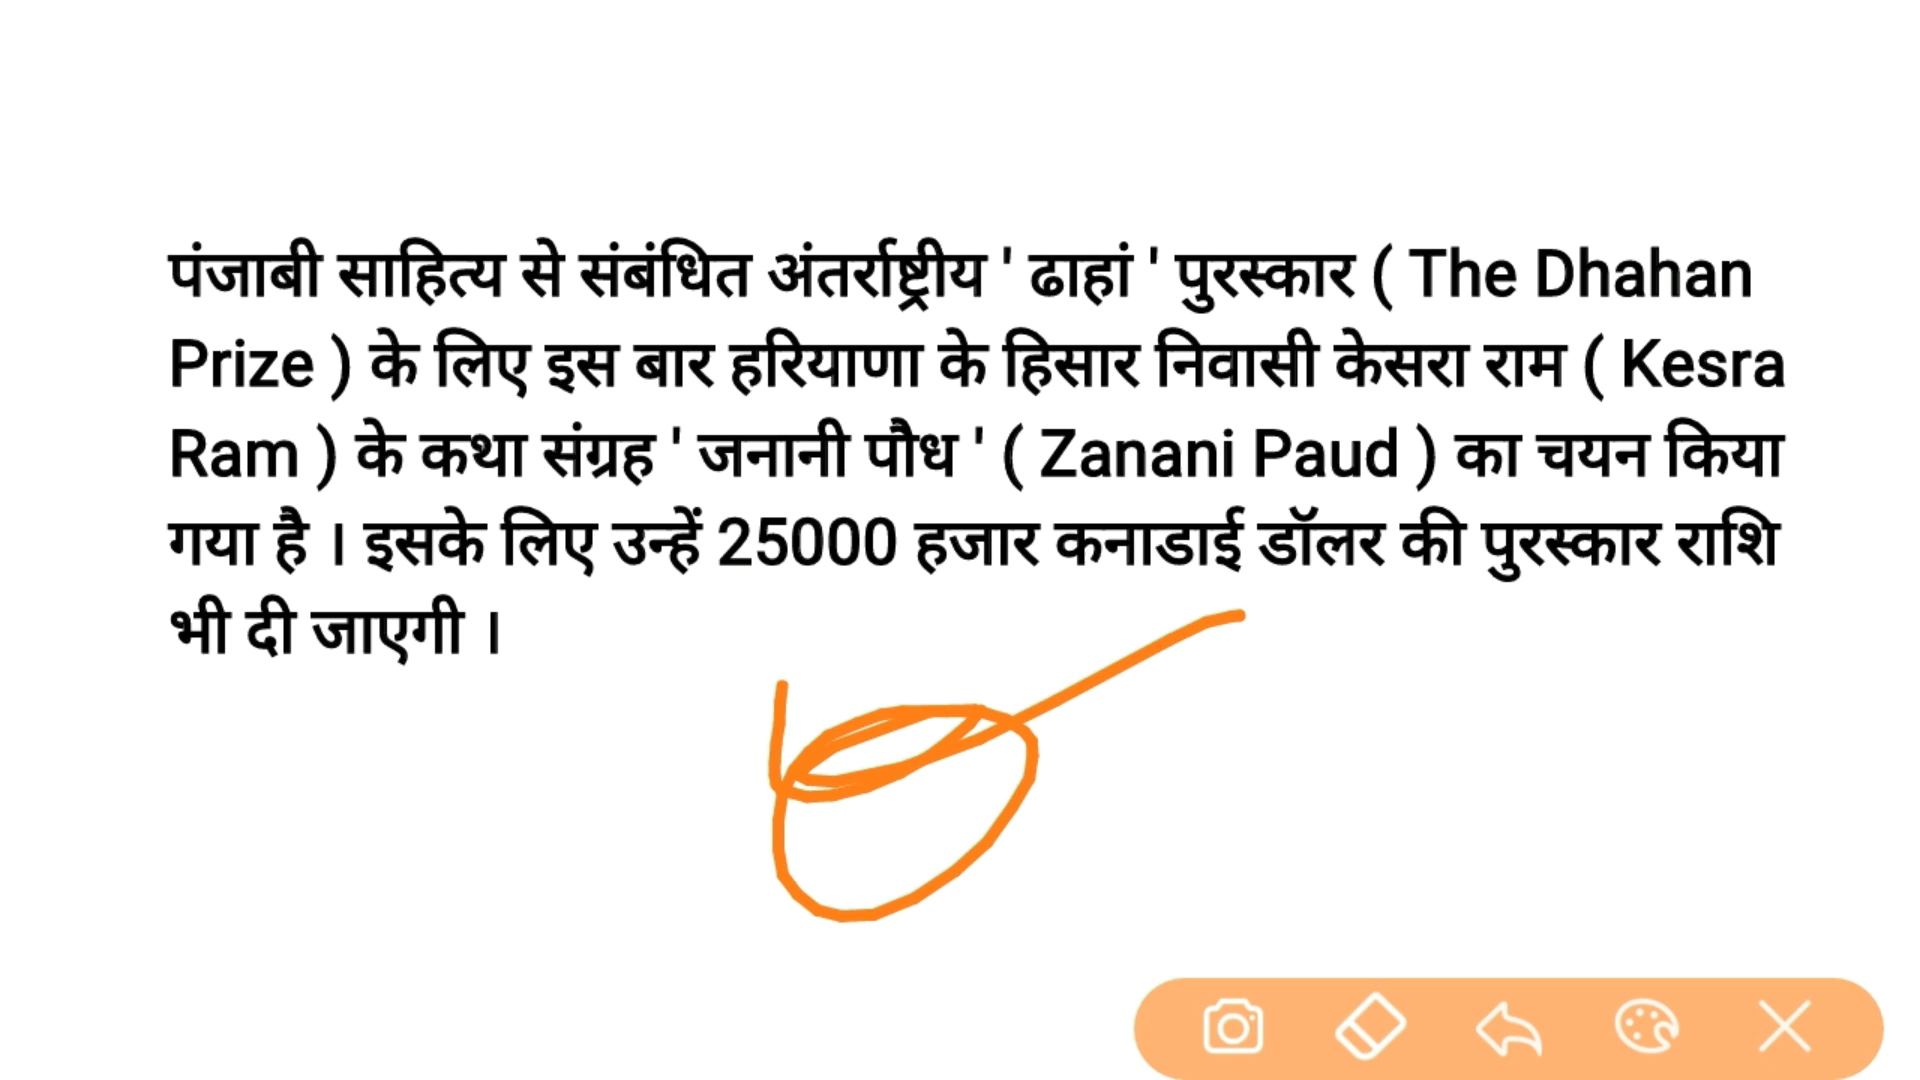 पंजाबी साहित्य से संबंधित अंतर्राष्ट्रीय ' ढाहां ' पुरस्कार ( The Dhahan
Prize ) के लिए इस बार हरियाणा के हिसार निवासी केसरा राम ( Kesra
Ram ) के कथा संग्रह ' जनानी पौध ' ( Zanani Paud ) का चयन किया
गया है । इसके लिए उन्हें 25000 हजार कनाडाई डॉलर की पुरस्कार राशि
भी दी जाएगी ।